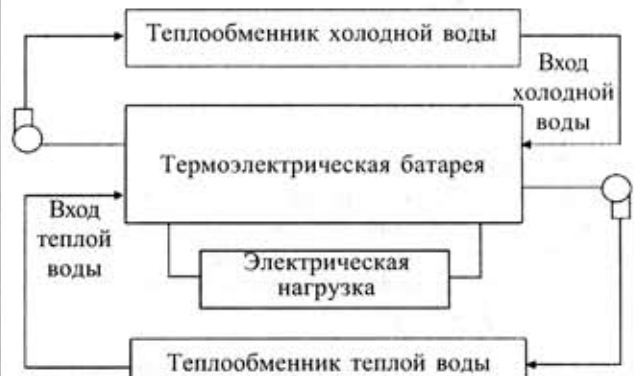 Теплообменник холодной воды
Вход
холодной
воды
Термоэлектрическая батарея
Вход
теплой
воды
Электрическая
нагрузка
Теплообменник теплой воды